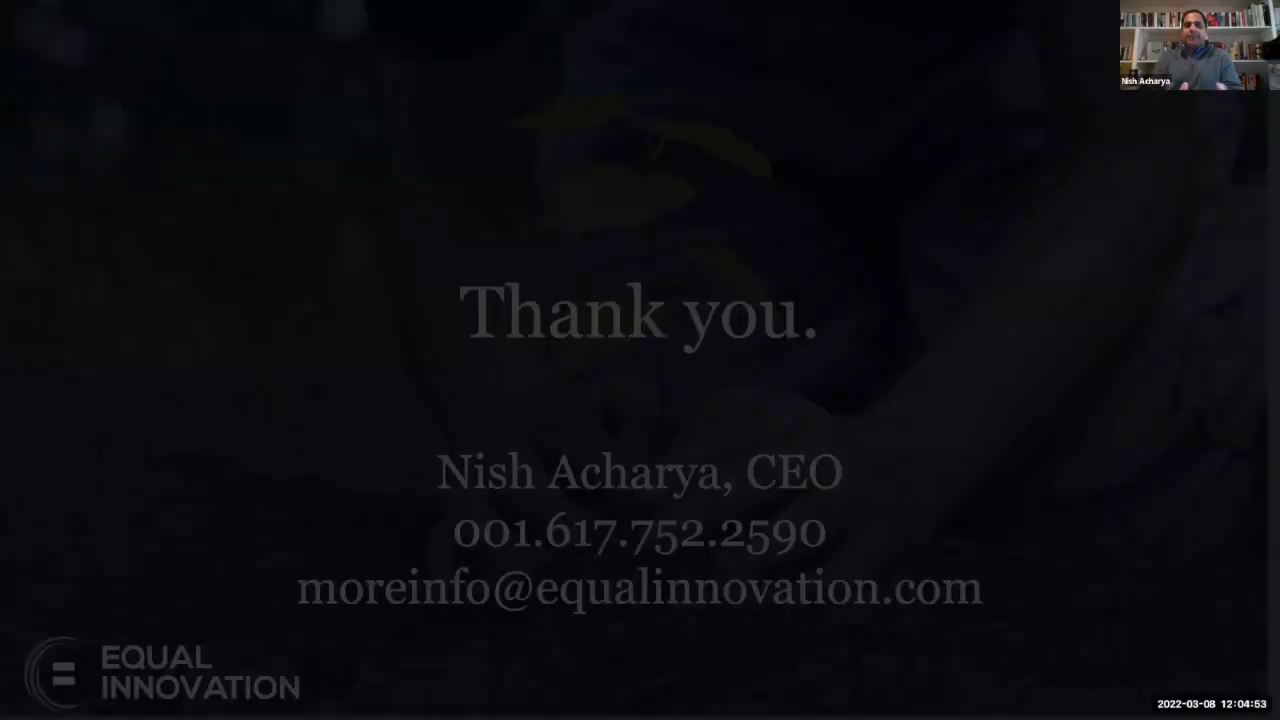 Nish Acharya
Thank you.
Nish Acharya, CEO
001.617.752.2590
moreinfo@equalinnovation.com
EQUAL
INNOVATION
2022-03-08 12:04:53